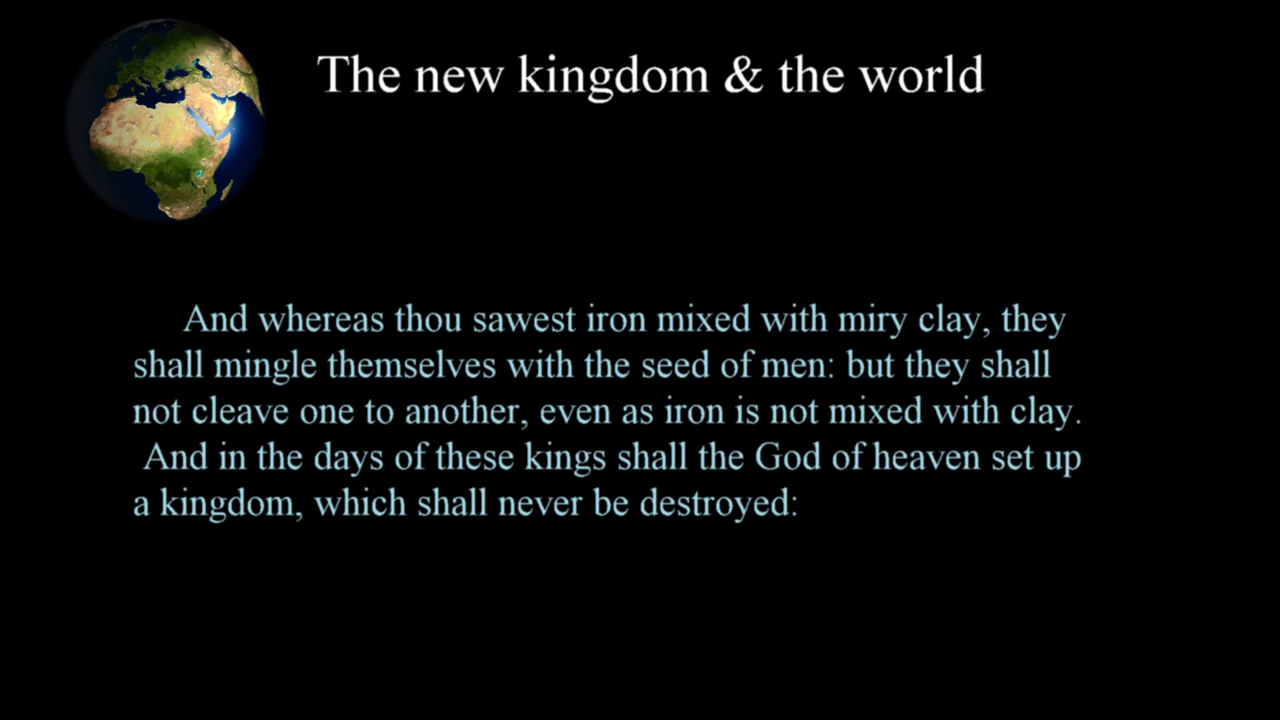 The new kingdom & the world
And whereas thou sawest iron mixed with miry clay, they
shall mingle themselves with the seed of men: but they shall
not cleave one to another, even as iron is not mixed with clay.
And in the days of these kings shall the God of heaven set up
a kingdom, which shall never be destroyed: